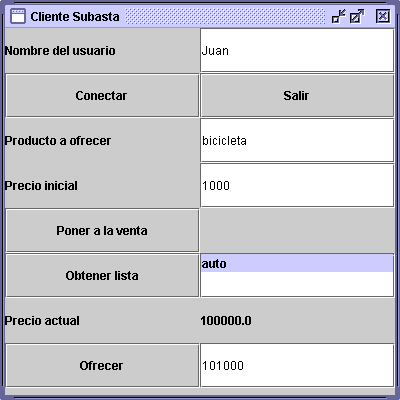 Cliente Subasta
Nombre del usuario Juan
Conectar Salir
Producto a ofrecer bicicleta
Precio inicial 1000
Poner a la venta
Obtener lista auto
Precio actual 100000.0
Ofrecer 101000